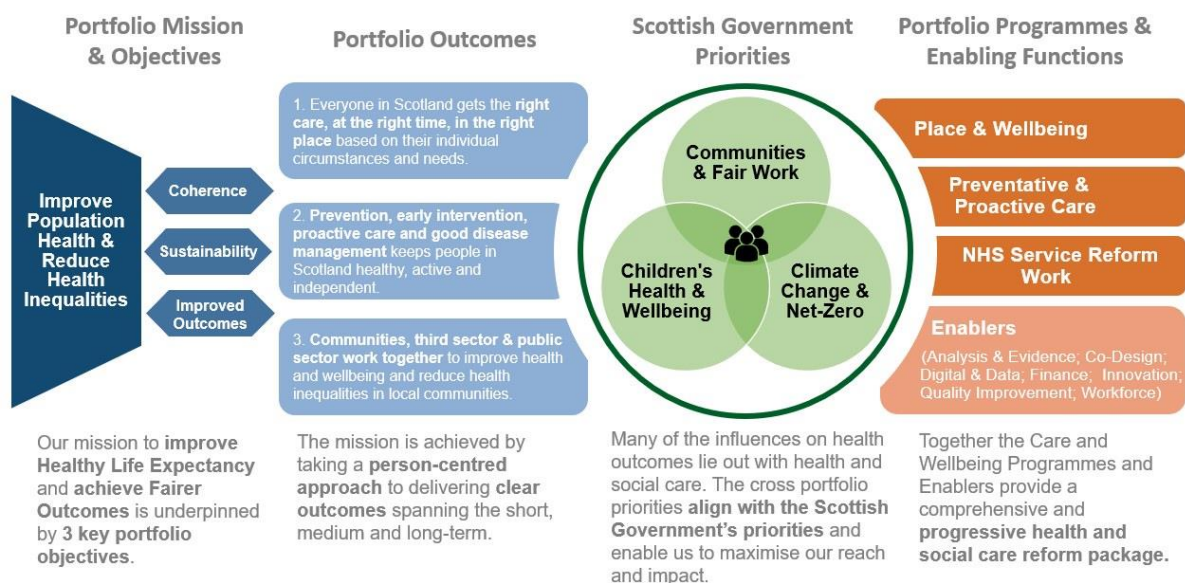 Portfolio Mission
& Objectives
Improve
Population
Health &
Reduce
Health
Inequalities
Coherence
Sustainability
Improved
Outcomes
Our mission to improve
Healthy Life Expectancy
and achieve Fairer
Outcomes is underpinned
by 3 key portfolio
objectives.
Portfolio Outcomes
1. Everyone in Scotland gets the right
care, at the right time, in the right
place based on their individual
circumstances and needs.
2. Prevention, early intervention,
proactive care and good disease
management keeps people in
Scotland healthy, active and
independent.
3. Communities, third sector & public
sector work together to improve health
and wellbeing and reduce health
inequalities in local communities.
The mission is achieved by
taking a person-centred
approach to delivering clear
outcomes spanning the short,
medium and long-term.
Scottish Government
Priorities
Communities
& Fair Work
Children's
Health &
Wellbeing
Climate
Change &
Net-Zero
Many of the influences on health
outcomes lie out with health and
social care. The cross portfolio
priorities align with the Scottish
Government's priorities and
enable us to maximise our reach
and impact.
Portfolio Programmes &
Enabling Functions
Place & Wellbeing
Preventative &
Proactive Care
NHS Service Reform
Work
Enablers
(Analysis & Evidence; Co-Design;
Digital & Data; Finance; Innovation;
Quality Improvement; Workforce)
Together the Care and
Wellbeing Programmes and
Enablers provide a
comprehensive and
progressive health and
social care reform package.